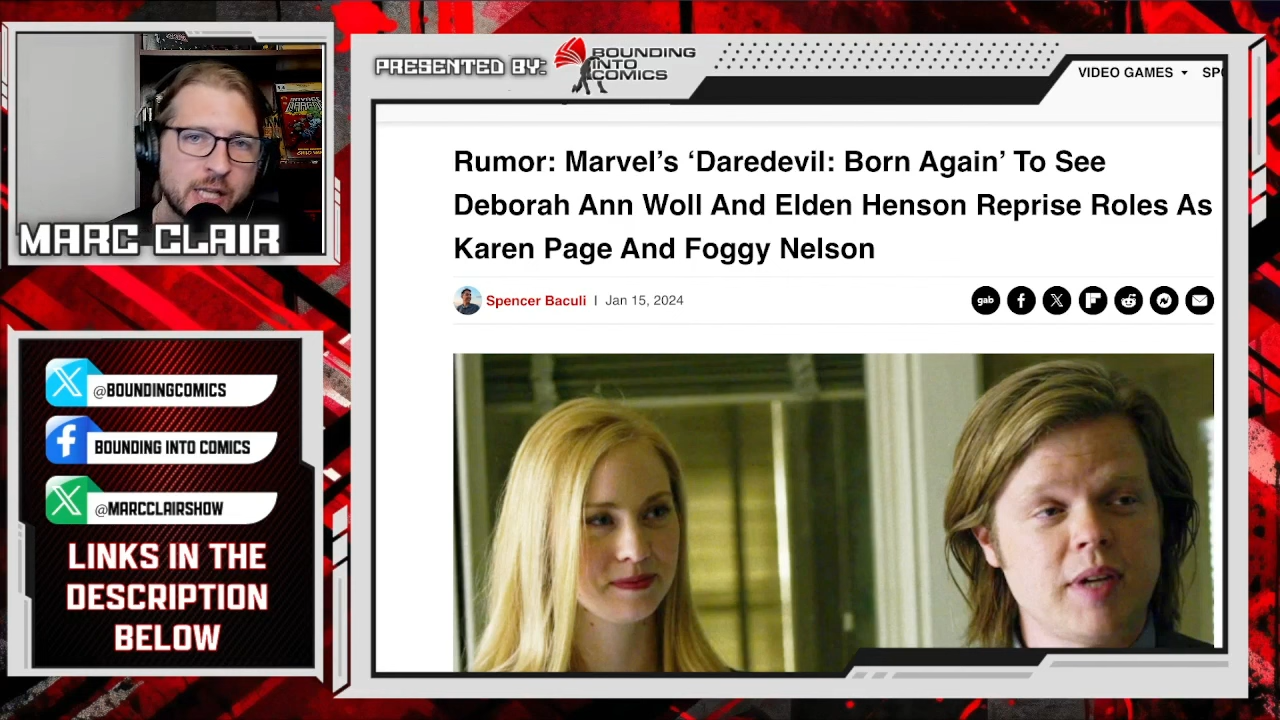 MARC CLAIR
PRESENTED BY:
BOUNDING
INTO
COMICS
VIDEO GAMES
Rumor: Marvel's ‘Daredevil: Born Again’ To See
Deborah Ann Woll And Elden Henson Reprise Roles As
Karen Page And Foggy Nelson
Spencer Baculi | Jan 15, 2024
gab
@BOUNDINGCOMICS
BOUNDING INTO COMICS
@MARCCLAIRSHOW
LINKS IN THE
DESCRIPTION
BELOW